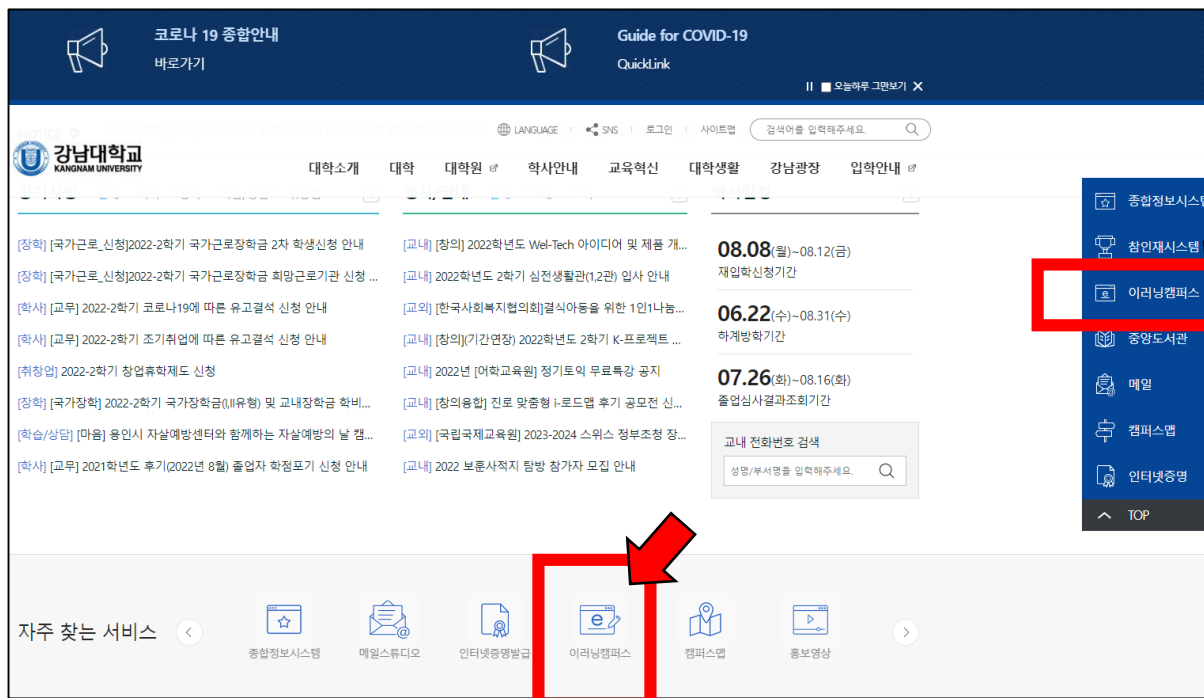 코로나 19 종합안내
바로가기
Guide for COVID-19
QuickLink
오늘하루 그만보기
LANGUAGE
SNS
로그인
사이트맵
검색어를 입력해주세요.
강남대학교
KANGNAM UNIVERSITY
대학소개
대학
대학원
학사안내
교육혁신
대학생활
강남광장
입학안내
[장학] [국가근로_신청]2022-2학기 국가근로장학금 2차 학생신청 안내
[장학] [국가근로_신청]2022-2학기 국가근로장학금 희망근로기관 신청 ...
[학사] [교무] 2022-2학기 코로나19에 따른 유고결석 신청 안내
[학사] [교무] 2022-2학기 조기취업에 따른 유고결석 신청 안내
[취창업] 2022-2학기 창업휴학제도 신청
[장학] [국가장학] 2022-2학기 국가장학금(I,II유형) 및 교내장학금 학비...
[학습/상담] [마음] 용인시 자살예방센터와 함께하는 자살예방의 날 캠...
[학사] [교무] 2021학년도 후기(2022년 8월) 졸업자 학점포기 신청 안내
[교내] [창의] 2022학년도 Wel-Tech 아이디어 및 제품 개...
[교내] 2022학년도 2학기 심전생활관(1,2관) 입사 안내
[교외] [한국사회복지협의회]결식아동을 위한 1인1나눔...
[교내] [창의](기간연장) 2022학년도 2학기 K-프로젝트 ...
[교내] 2022년 [어학교육원] 정기토익 무료특강 공지
[교내] [창의융합] 진로 맞춤형 i-로드맵 후기 공모전 신...
[교외] [국립국제교육원] 2023-2024 스위스 정부초청 장...
[교내] 2022 보훈사적지 탐방 참가자 모집 안내
08.08(월)~08.12(금)
재입학신청기간
06.22(수)~08.31(수)
하계방학기간
07.26(화)~08.16(화)
졸업심사결과조회기간
교내 전화번호 검색
성명/부서명을 입력해주세요.
종합정보시스템
참인재시스템
이러닝캠퍼스
중앙도서관
메일
캠퍼스맵
인터넷증명
TOP
자주 찾는 서비스
종합정보시스템
메일스튜디오
인터넷증명발급
이러닝캠퍼스
캠퍼스맵
홍보영상